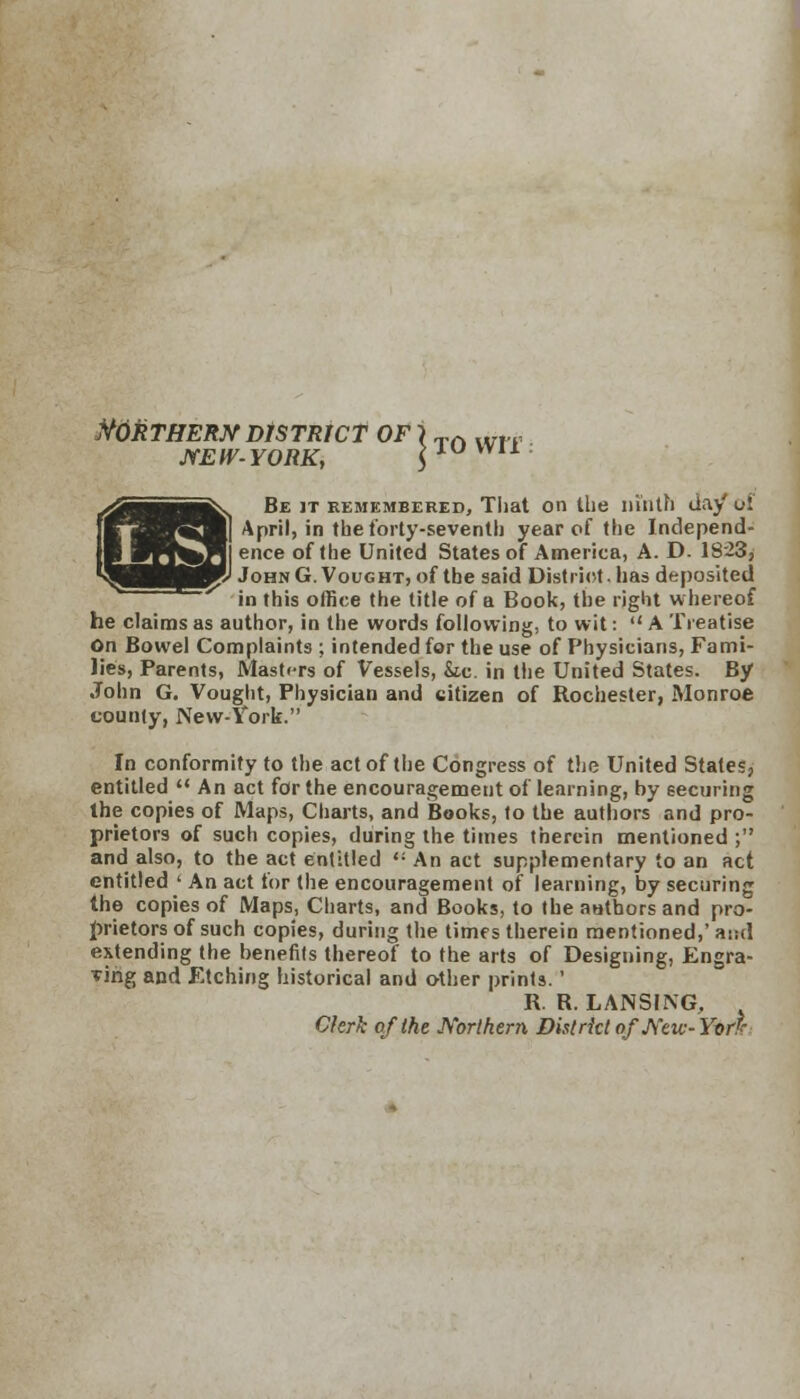 NORTHERN DISTRICT OF } TO WIT:
NEW-YORK,
L.S.
BE IT REMEMBERED, That on the ninth day of
April, in the forty-seventh year of the Independ-
ence of the United States of America, A. D. 1823,
JOHN G. VOUGHT, of the said District, has deposited
in this office the title of a Book, the right whereof
he claims as author, in the words following, to wit: “A Treatise
on Bowel Complaints ; intended for the use of Physicians, Fami-
lies, Parents, Masters of Vessels, &c. in the United States. By
John G. Vought, Physician and citizen of Rochester, Monroe
county, New-York.”
In conformity to the act of the Congress of the United States,
entitled “ An act for the encouragement of learning, by securing
the copies of Maps, Charts, and Books, to the authors and pro-
prietors of such copies, during the times therein mentioned ;”
and also, to the act entitled “ An act supplementary to an act
entitled ‘ An act for the encouragement of learning, by securing
the copies of Maps, Charts, and Books, to the authors and pro-
prietors of such copies, during the times therein mentioned,’ and
extending the benefits thereof to the arts of Designing, Engra-
ving and Etching historical and other prints.’
R. R. LANSING,
Clerk of the Northern District of New-York